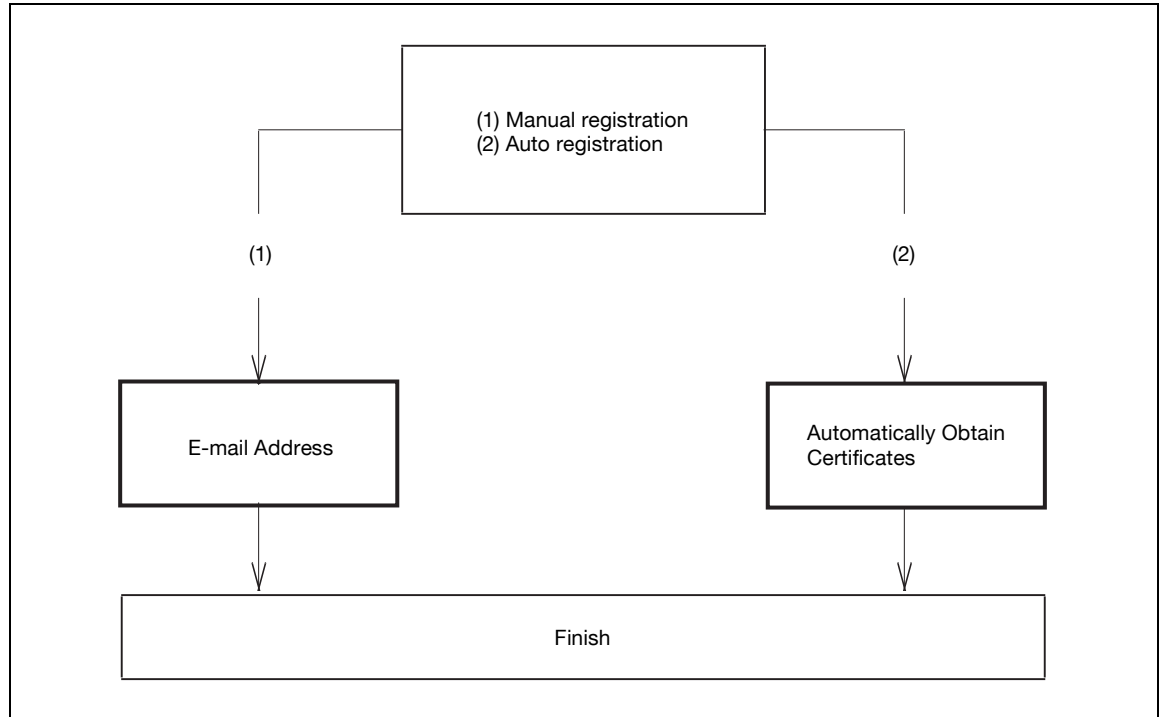 (1) Manual registration
(2) Auto registration
(1)
(2)
E-mail Address
Automatically Obtain
Certificates
Finish